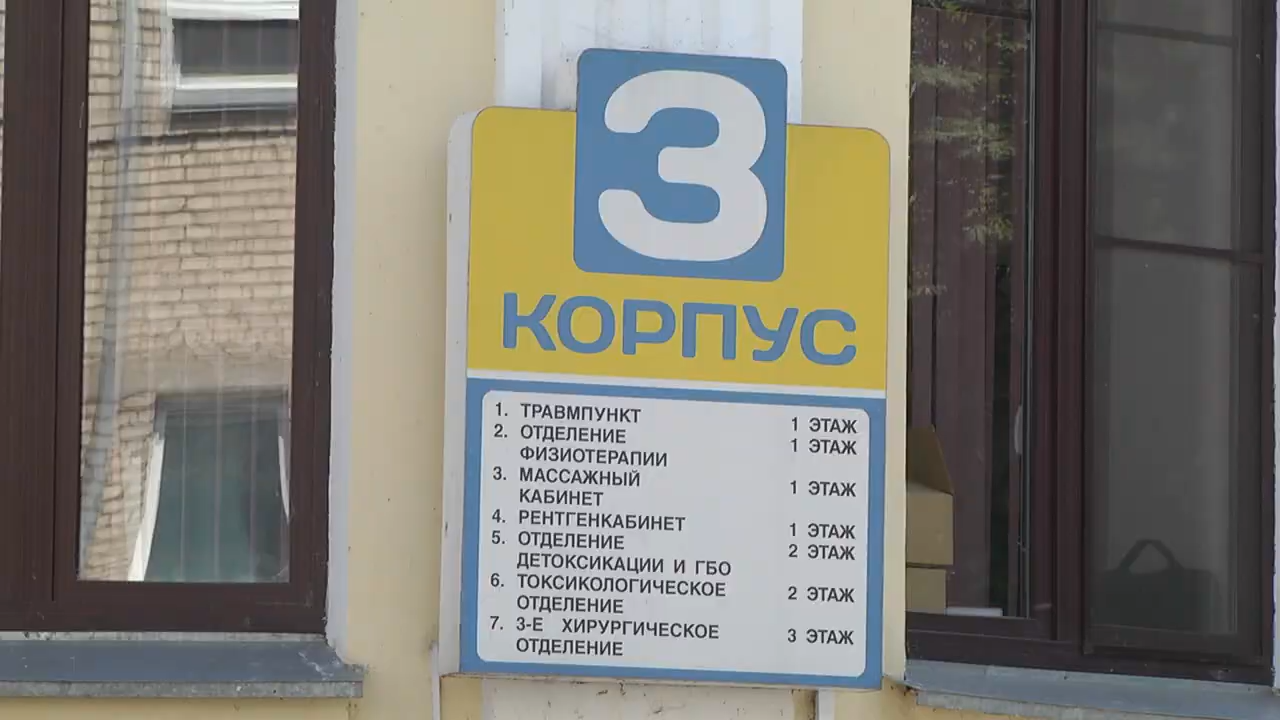 3
КОРПУС
1. ТРАВМПУНКТ 1 ЭТАЖ
2. ОТДЕЛЕНИЕ 1 ЭТАЖ
ФИЗИОТЕРАПИИ
3. МАССАЖНЫЙ 1 ЭТАЖ
КАБИНЕТ
4. РЕНТГЕНКАБИНЕТ 1 ЭТАЖ
5. ОТДЕЛЕНИЕ 2 ЭТАЖ
ДЕТОКСИКАЦИИ И ГБО
6. ТОКСИКОЛОГИЧЕСКОЕ 2 ЭТАЖ
ОТДЕЛЕНИЕ
7. 3-Е ХИРУРГИЧЕСКОЕ 3 ЭТАЖ
ОТДЕЛЕНИЕ